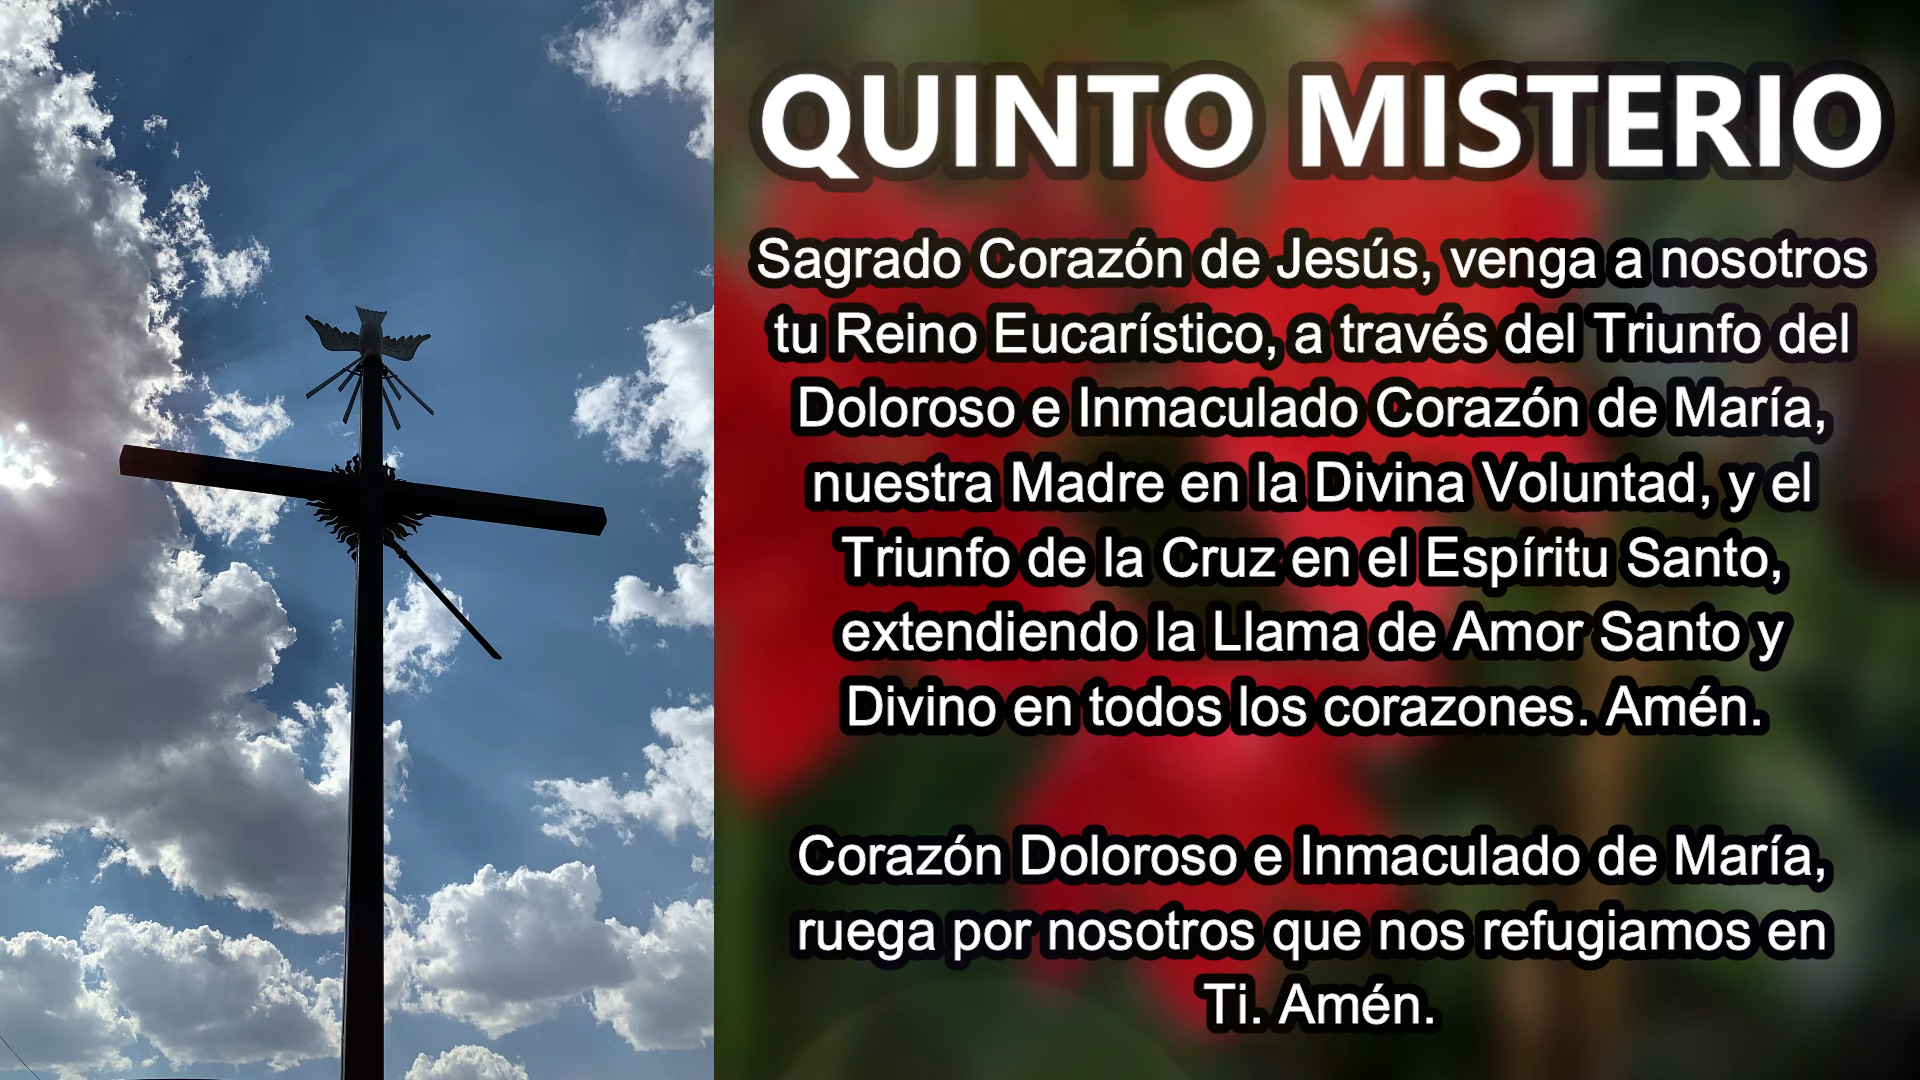 QUINTO MISTERIO
Sagrado Corazón de Jesús, venga a nosotros
tu Reino Eucarístico, a través del Triunfo del
Doloroso e Inmaculado Corazón de María,
nuestra Madre en la Divina Voluntad, y el
Triunfo de la Cruz en el Espíritu Santo,
extendiendo la Llama de Amor Santo y
Divino en todos los corazones. Amén.
Corazón Doloroso e Inmaculado de María,
ruega por nosotros que nos refugiamos en
Ti. Amén.